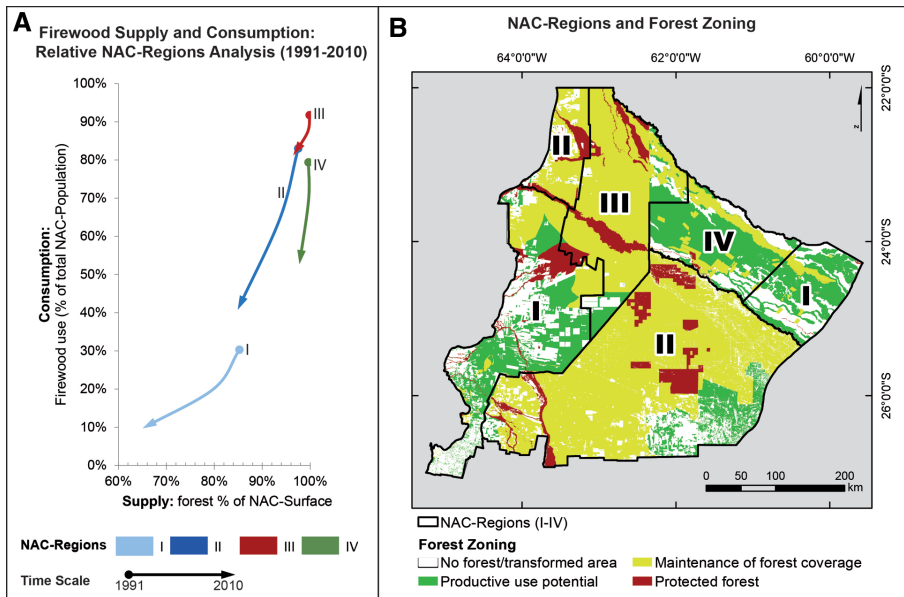 A
Firewood Supply and Consumption:
Relative NAC-Regions Analysis (1991-2010)
Consumption:
Firewood use (% of total NAC-Population)
100%
90%
80%
70%
60%
50%
40%
30%
20%
10%
0%
III
IV
II
I
60% 70% 80% 90% 100%
Supply: forest % of NAC-Surface
NAC-Regions I II III IV
Time Scale
1991 2010
B
NAC-Regions and Forest Zoning
64°0'0"W 62°0'0"W 60°0'0"W
22°0'0"S
24°0'0"S
26°0'0"S
z
II
III
IV
I
I
II
0 50 100 200
km
NAC-Regions (I-IV)
Forest Zoning
No forest/transformed area Maintenance of forest coverage
Productive use potential Protected forest